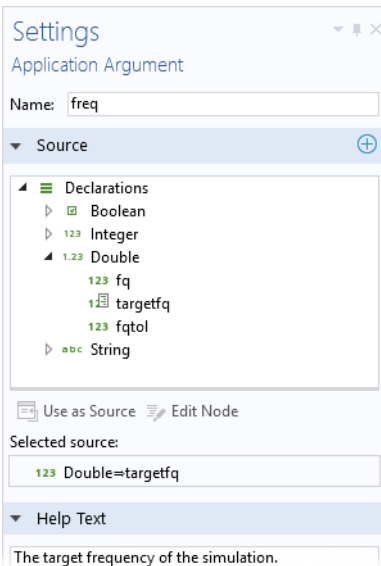 Settings
Application Argument
Name: freq
Source
Declarations
Boolean
123 Integer
1.23 Double
123 fq
targetfq
123 fqtol
abc String
Use as Source Edit Node
Selected source:
123 Double⇒targetfq
Help Text
The target frequency of the simulation.